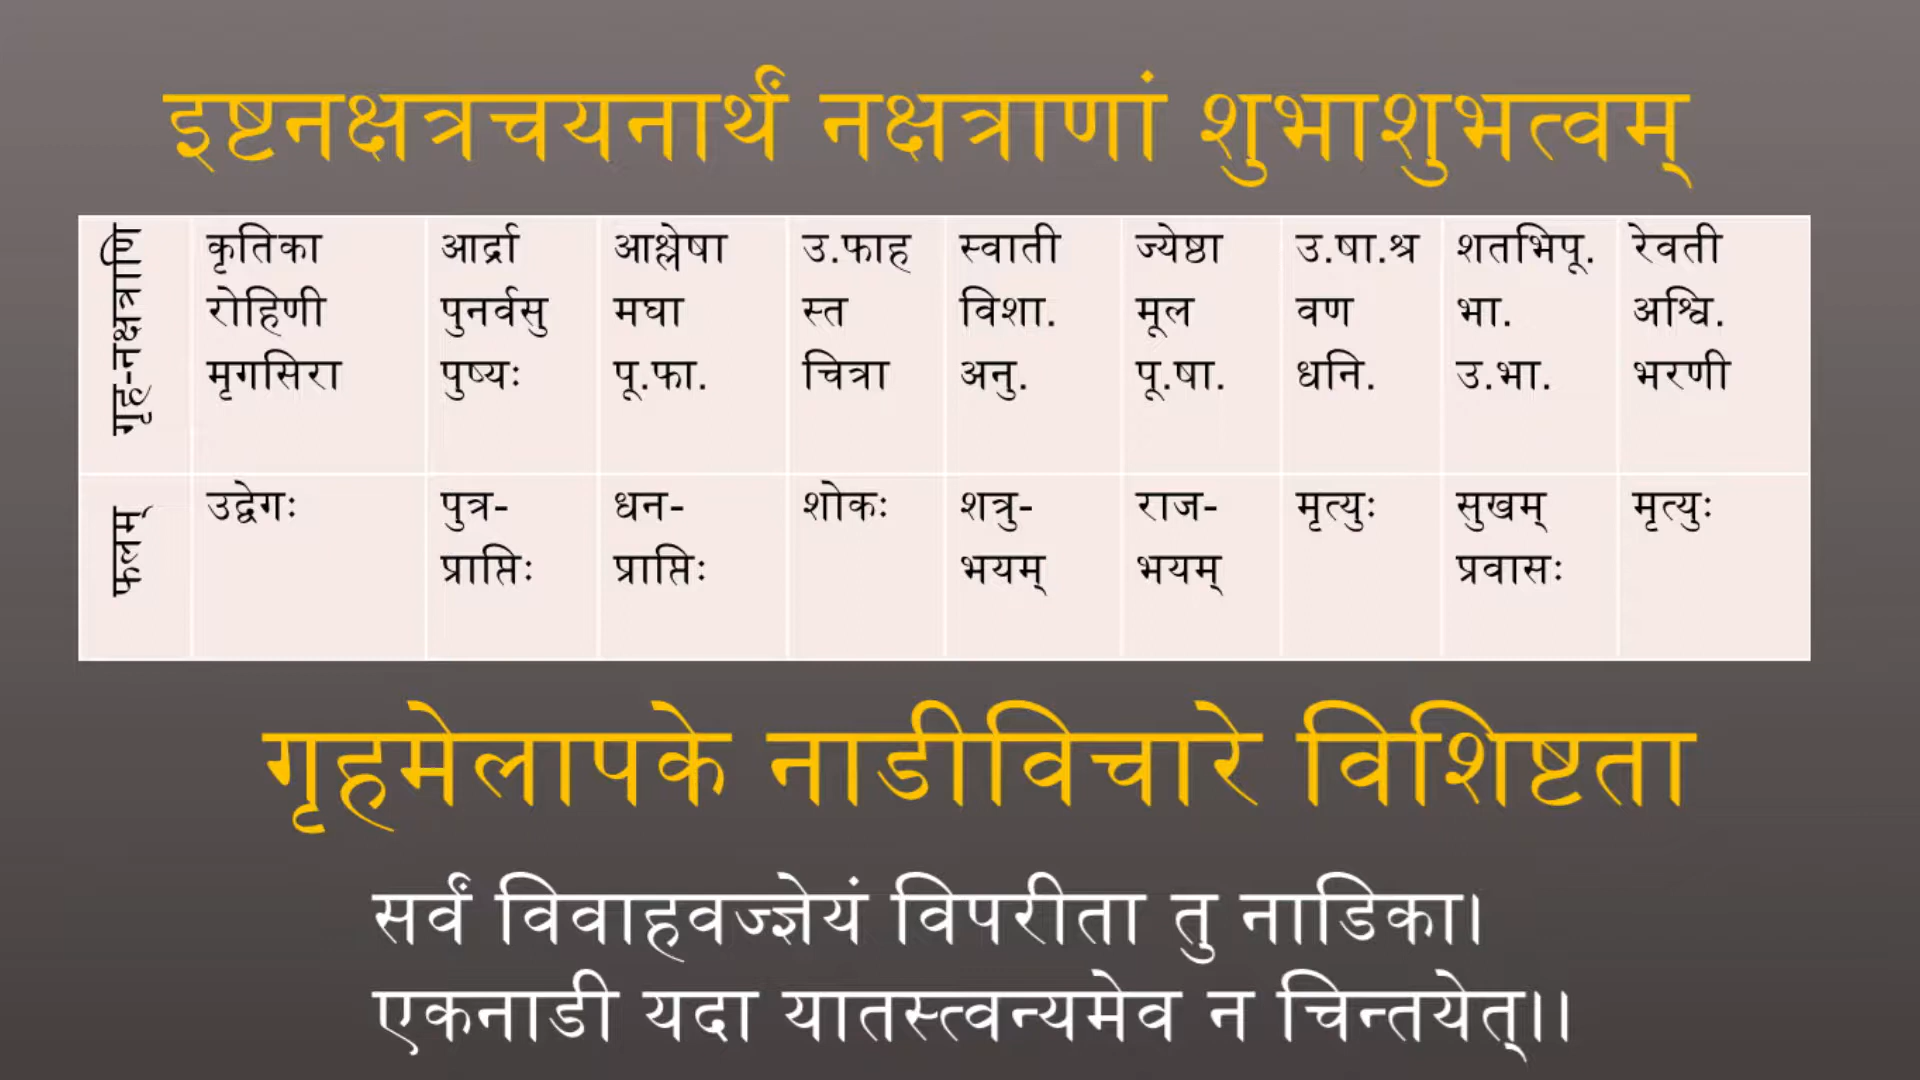 इष्टनक्षत्रचयनार्थं नक्षत्राणां शुभाशुभत्वम्
गृह-नक्षत्राणि
कृतिका
रोहिणी
मृगसिरा
आर्द्रा
पुनर्वसु
पुष्यः
आश्लेषा
मघा
पू.फा.
उ.फाह
स्त
चित्रा
स्वाती
विशा.
अनु.
ज्येष्ठा
मूल
पू.षा.
उ.षा.श्र
वण
धनि.
शतभिपू.
भा.
उ.भा.
रेवती
अश्वि.
भरणी
फलम्
उद्वेगः
पुत्र-
प्राप्तिः
धन-
प्राप्तिः
शोकः
शत्रु-
भयम्
राज-
भयम्
मृत्युः
सुखम्
प्रवासः
मृत्युः
गृहमेलापके नाडीविचारे विशिष्टता
सर्वं विवाहवज्ज्ञेयं विपरीता तु नाडिका।
एकनाडी यदा यातस्त्वन्यमेव न चिन्तयेत्।।